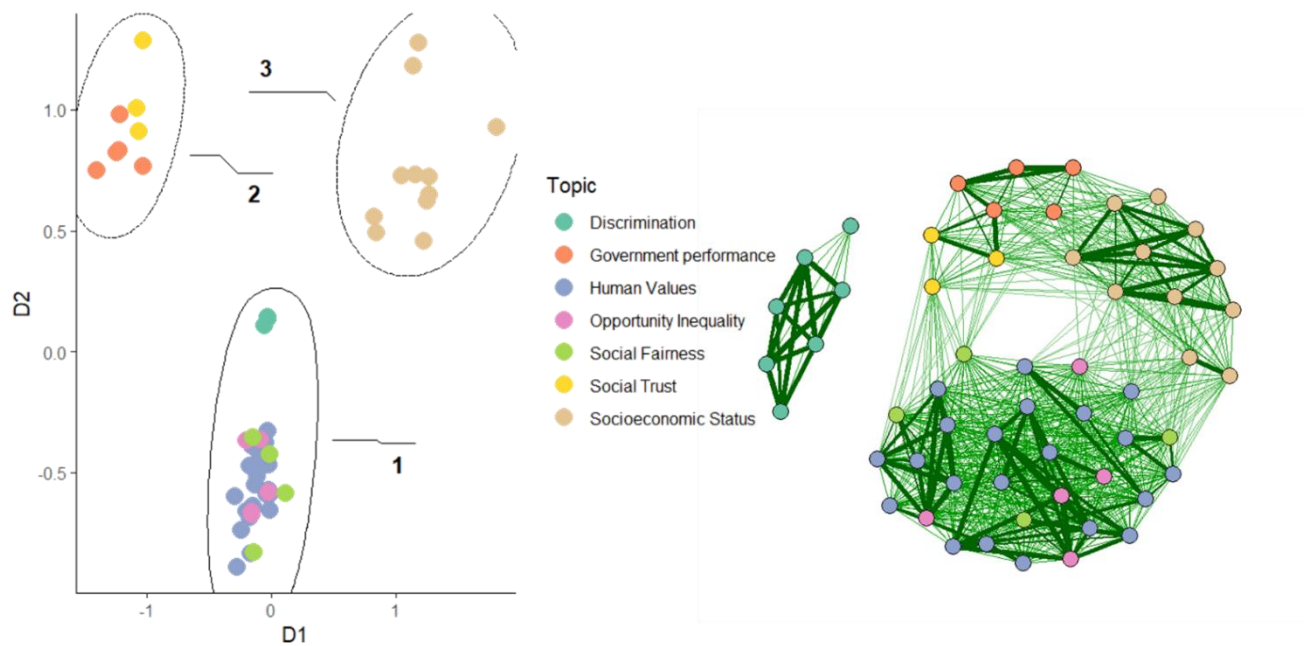 3
1.0
2
0.5
D2
0.0
-0.5
1
-1
0
1
D1
Topic
Discrimination
Government performance
Human Values
Opportunity Inequality
Social Fairness
Social Trust
Socioeconomic Status